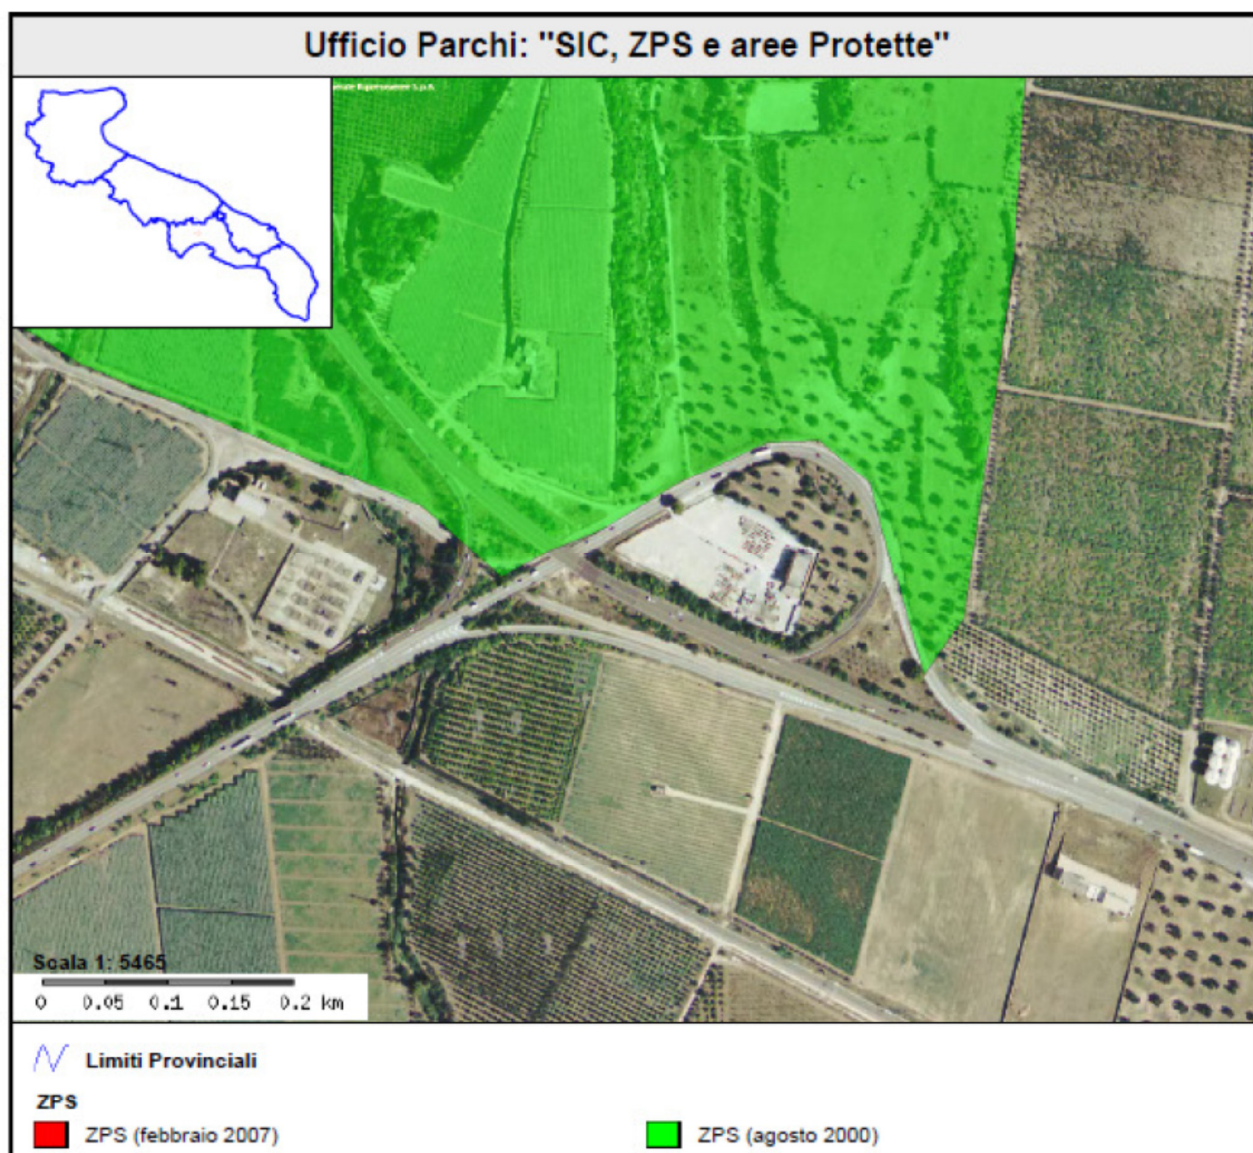 Ufficio Parchi: "SIC, ZPS e aree Protette"
Scala 1: 5465
0 0.05 0.1 0.15 0.2 km
Limiti Provinciali
ZPS
ZPS (febbraio 2007)
ZPS (agosto 2000)